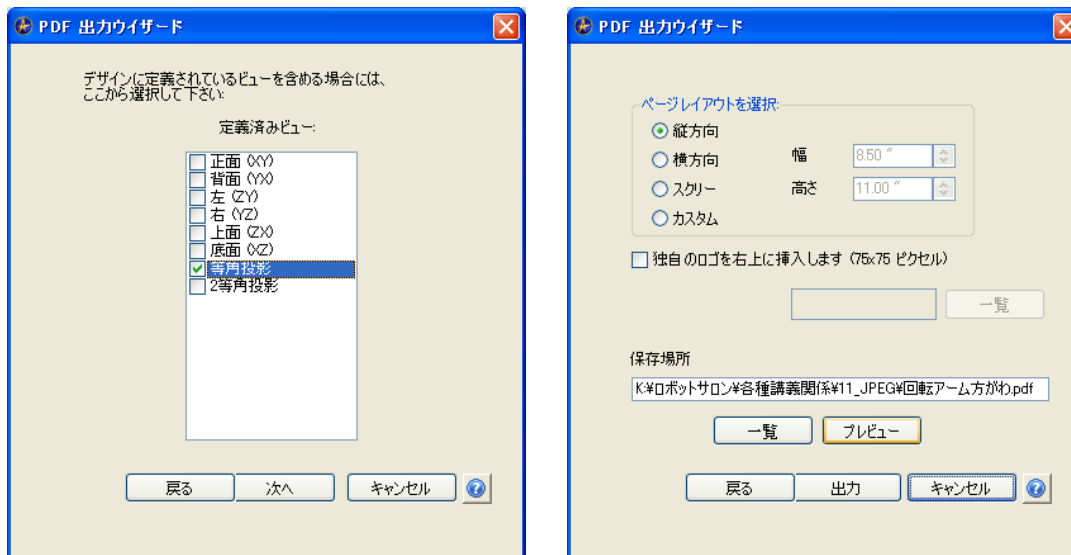 PDF 出力ウィザード
デザインに定義されているビューを含める場合には、
ここから選択して下さい:
定義済みビュー:
正面 (XY)
背面 (YX)
左 (ZY)
右 (YZ)
上面 (ZX)
底面 (XZ)
等角投影
2等角投影
戻る 次へ キャンセル
PDF 出力ウィザード
ページレイアウトを選択:
縦方向
横方向 幅 8.50 "
スクリー 高さ 11.00 "
カスタム
独自のロゴを右上に挿入します (75x75 ピクセル)
一覧
保存場所
K:¥ロボットサロン¥各種講義関係¥11_JPEG¥回転アーム方がわ.pdf
一覧 プレビュー
戻る 出力 キャンセル